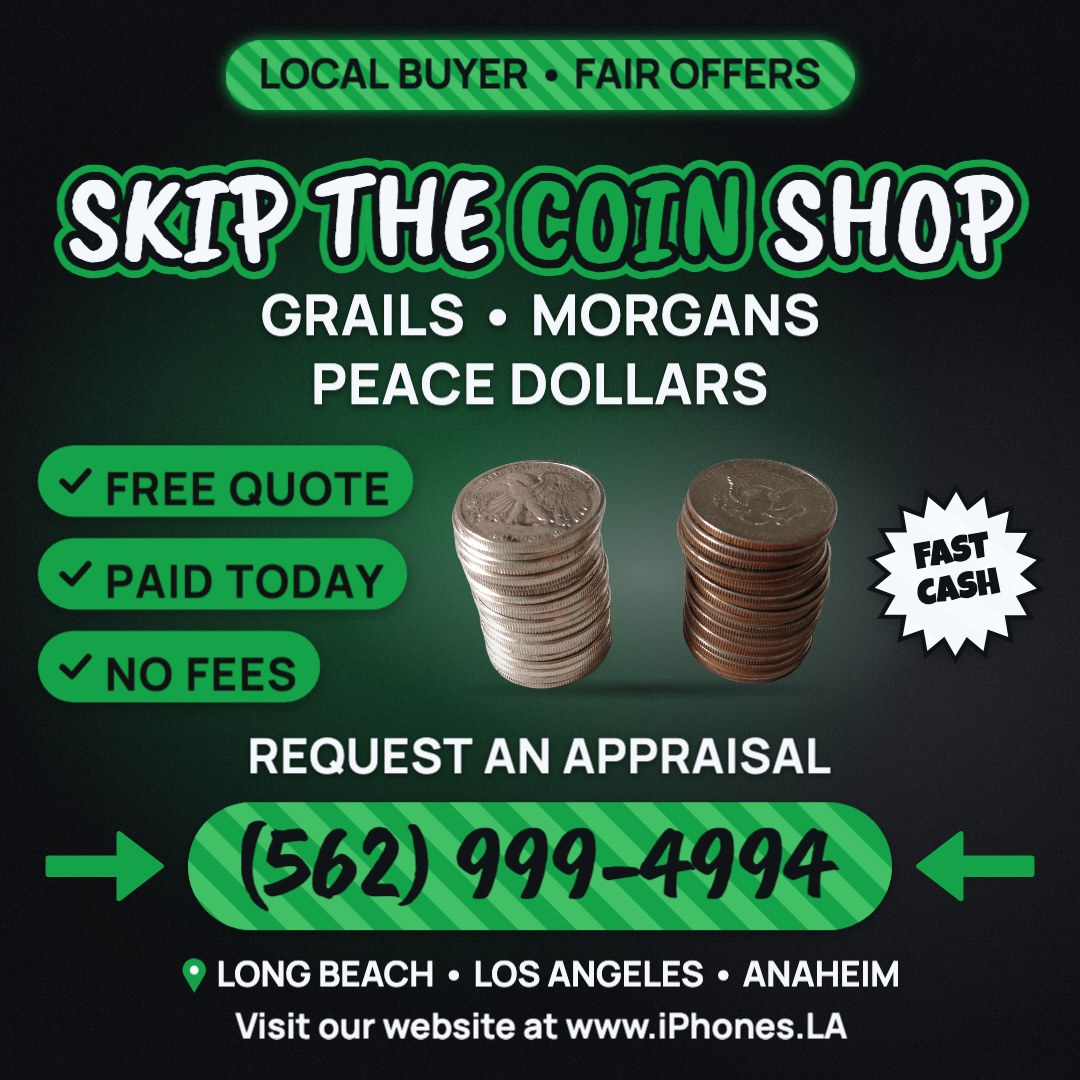 LOCAL BUYER • FAIR OFFERS
SKIP THE COIN SHOP
GRAILS • MORGANS
PEACE DOLLARS
FREE QUOTE
PAID TODAY
NO FEES
FAST
CASH
REQUEST AN APPRAISAL
(562) 999-4994
LONG BEACH • LOS ANGELES • ANAHEIM
Visit our website at www.iPhones.LA